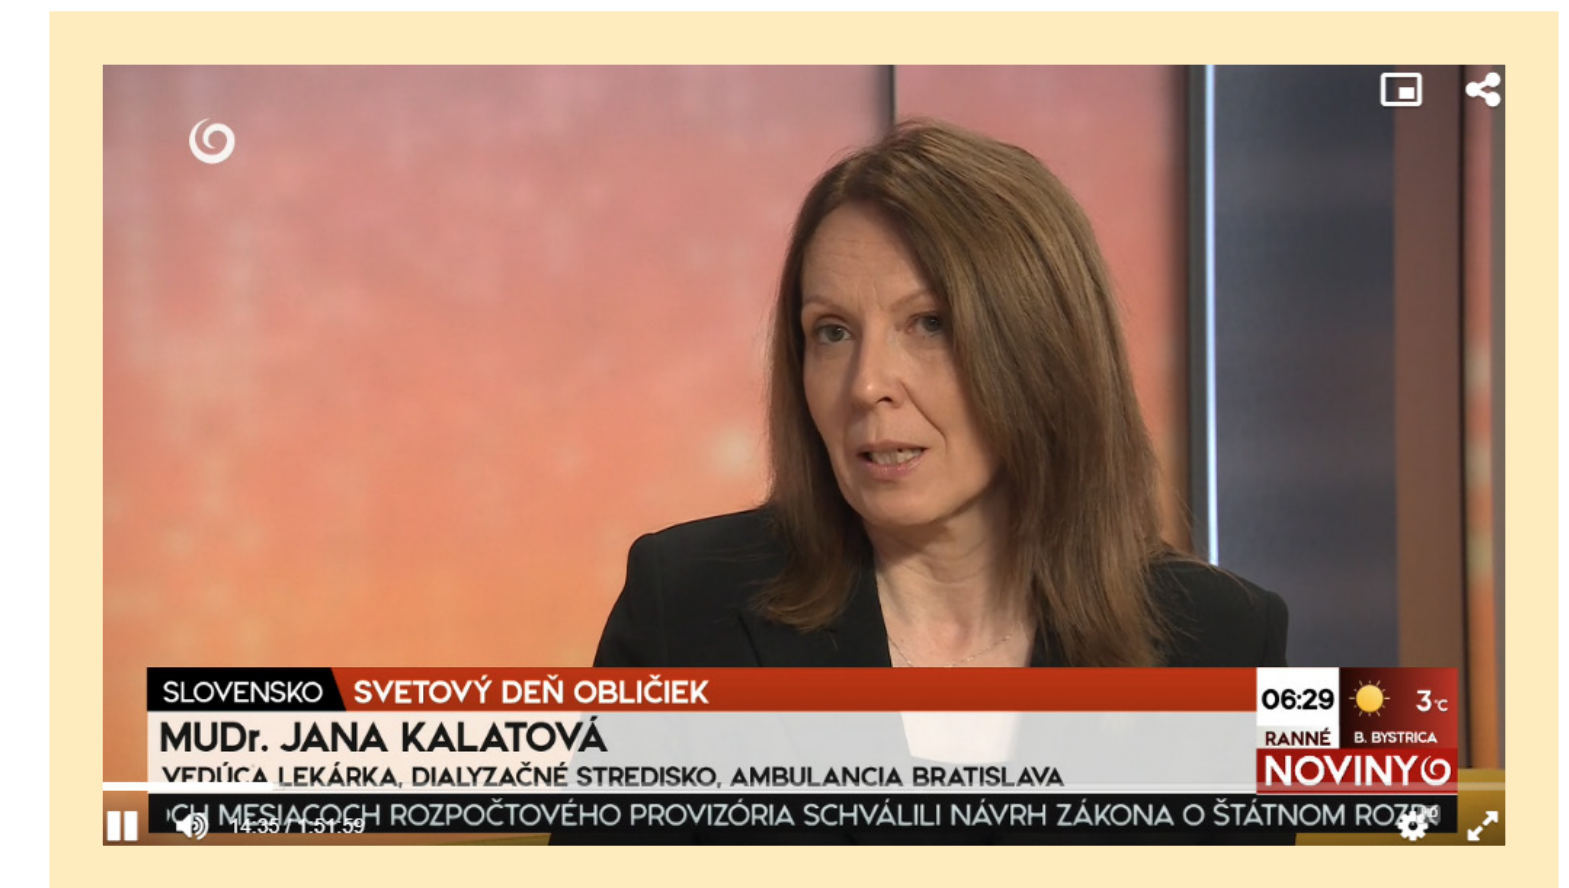 SLOVENSKO SVETOVÝ DEŇ OBLIČIEK
MUDr. JANA KALATOVÁ
VEDÚCA LEKÁRKA, DIALYZAČNÉ STREDISKO, AMBULANCIA BRATISLAVA
06:29 3°C
RANNÉ B. BYSTRICA
NOVINY
MESIACOCH ROZPOČTOVÉHO PROVIZÓRIA SCHVÁLILI NÁVRH ZÁKONA O ŠTÁTNOM
14:35 / 1:51:59